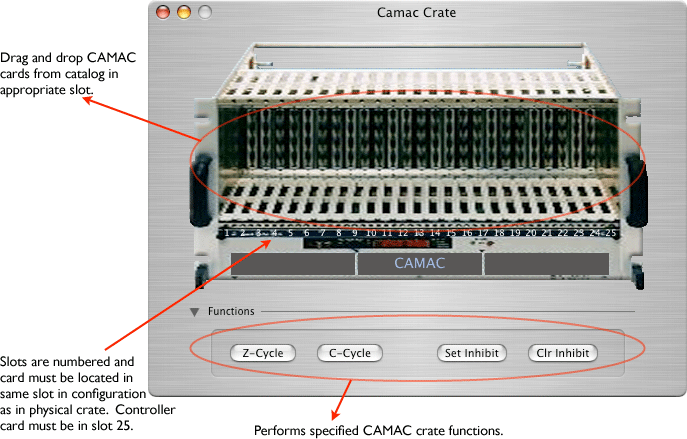 Camac Crate
Drag and drop CAMAC
cards from catalog in
appropriate slot.
1 2 3 4 5 6 7 8 9 10 11 12 13 14 15 16 17 18 19 20 21 22 23 24 25
CAMAC
Functions
Z-Cycle C-Cycle Set Inhibit Clr Inhibit
Slots are numbered and
card must be located in
same slot in configuration
as in physical crate. Controller
card must be in slot 25.
Performs specified CAMAC crate functions.